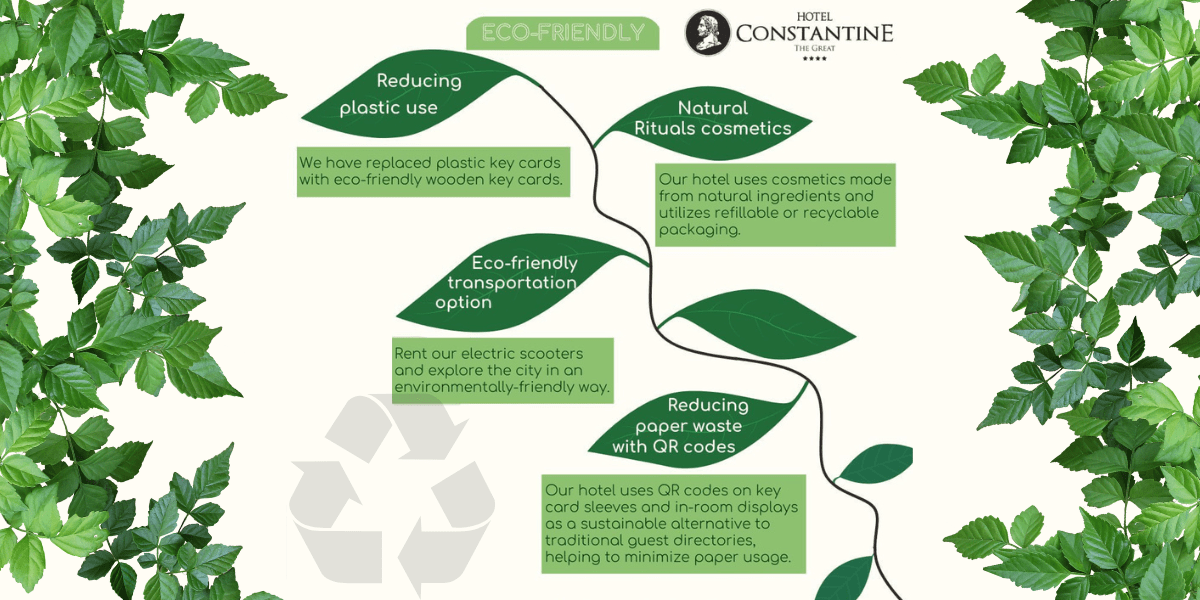 ECO-FRIENDLY
HOTEL
CONSTANTINE
THE GREAT
Reducing
plastic use
We have replaced plastic key cards
with eco-friendly wooden key cards.
Natural
Rituals cosmetics
Our hotel uses cosmetics made
from natural ingredients and
utilizes refillable or recyclable
packaging.
Eco-friendly
transportation
option
Rent our electric scooters
and explore the city in an
environmentally-friendly way.
Reducing
paper waste
with QR codes
Our hotel uses QR codes on key
card sleeves and in-room displays
as a sustainable alternative to
traditional guest directories,
helping to minimize paper usage.